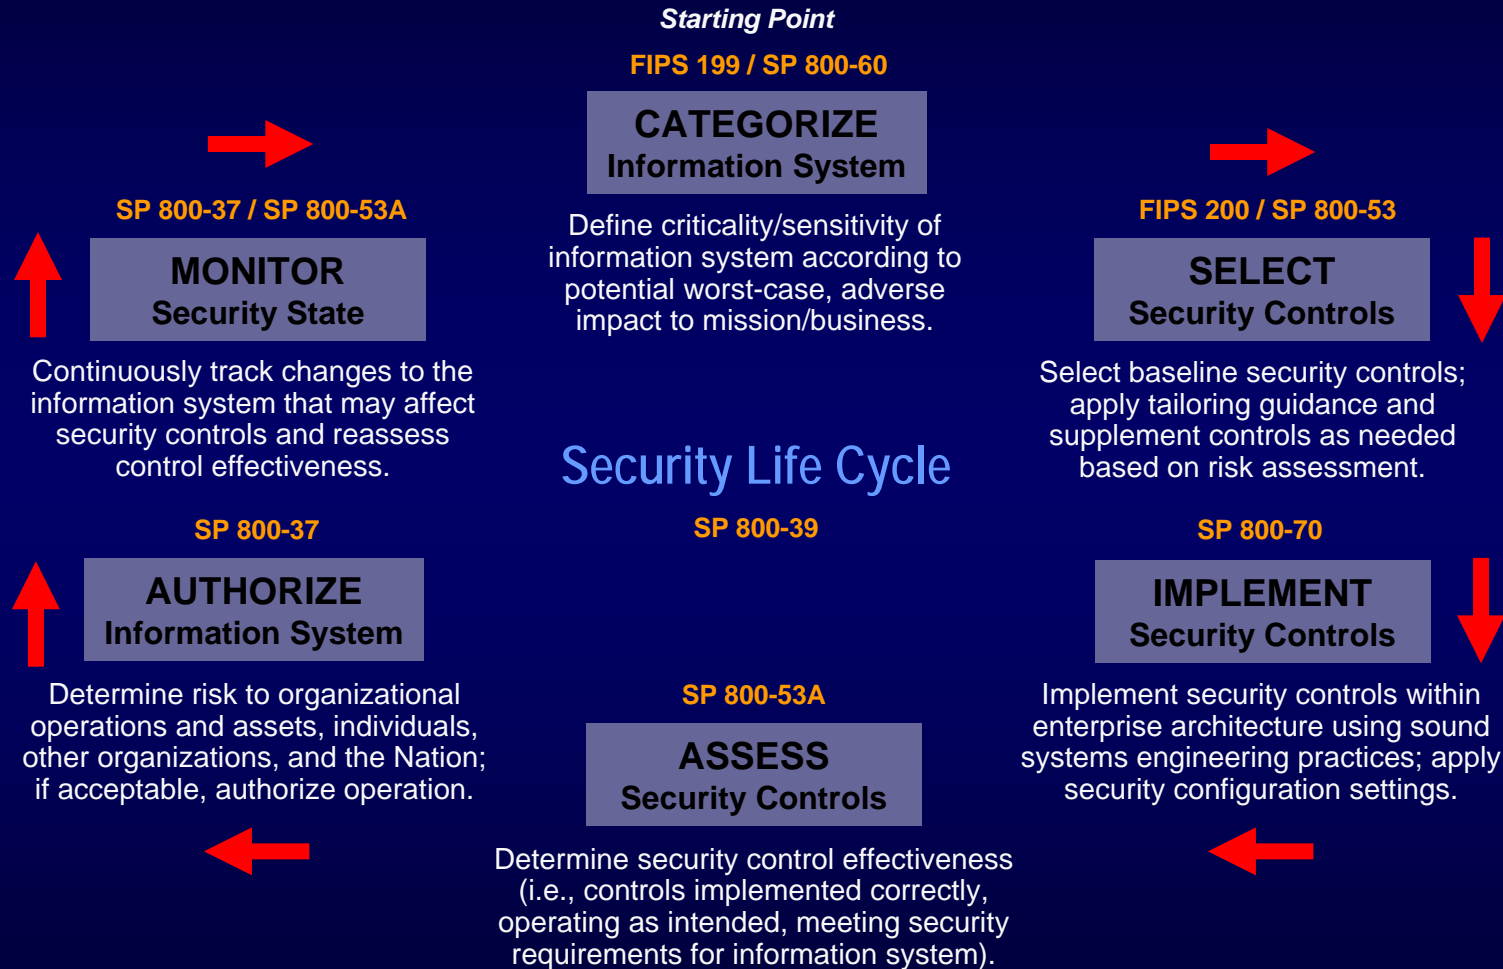 Starting Point
FIPS 199 / SP 800-60
CATEGORIZE
Information System
Define criticality/sensitivity of
information system according to
potential worst-case, adverse
impact to mission/business.
FIPS 200 / SP 800-53
SELECT
Security Controls
Select baseline security controls;
apply tailoring guidance and
supplement controls as needed
based on risk assessment.
SP 800-70
IMPLEMENT
Security Controls
Implement security controls within
enterprise architecture using sound
systems engineering practices; apply
security configuration settings.
SP 800-53A
ASSESS
Security Controls
Determine security control effectiveness
(i.e., controls implemented correctly,
operating as intended, meeting security
requirements for information system).
SP 800-37
AUTHORIZE
Information System
Determine risk to organizational
operations and assets, individuals,
other organizations, and the Nation;
if acceptable, authorize operation.
SP 800-37 / SP 800-53A
MONITOR
Security State
Continuously track changes to the
information system that may affect
security controls and reassess
control effectiveness.
Security Life Cycle
SP 800-39